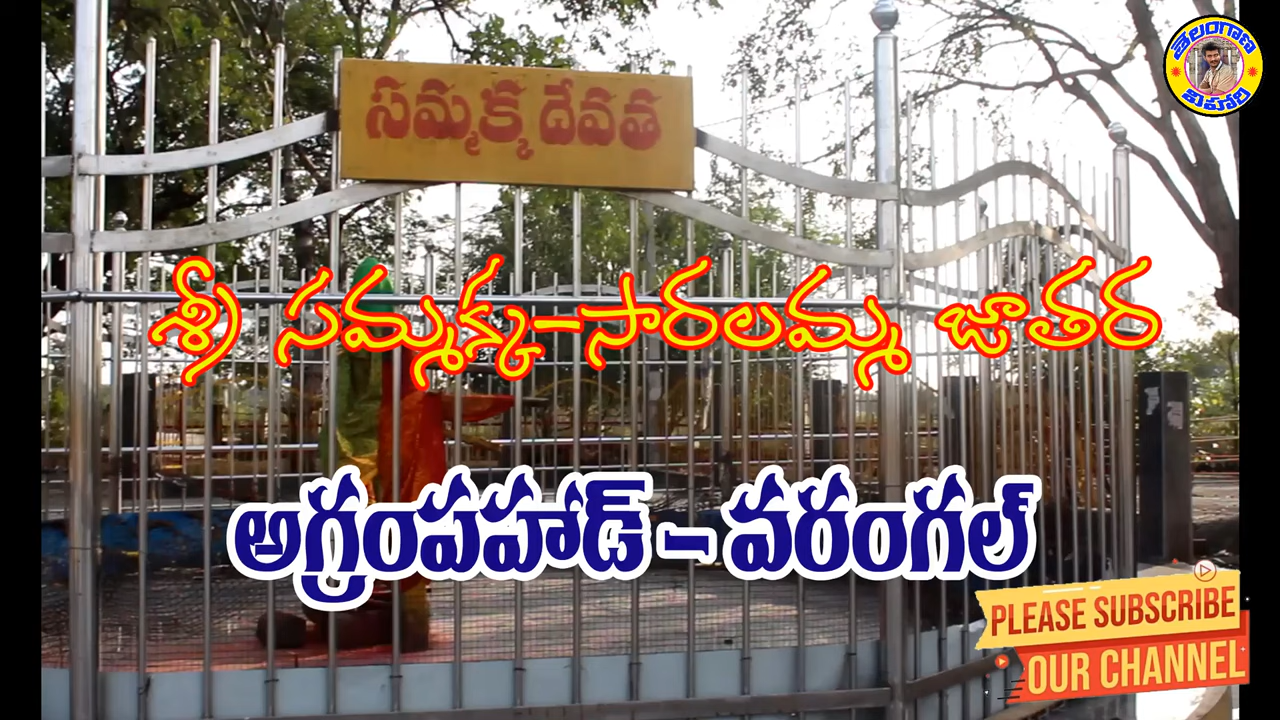 తెలంగాణ
విహారి
సమ్మక్క దేవత
శ్రీ సమ్మక్క-సారలమ్మ జాతర
అగ్రంపహాడ్ - వరంగల్
PLEASE SUBSCRIBE
OUR CHANNEL